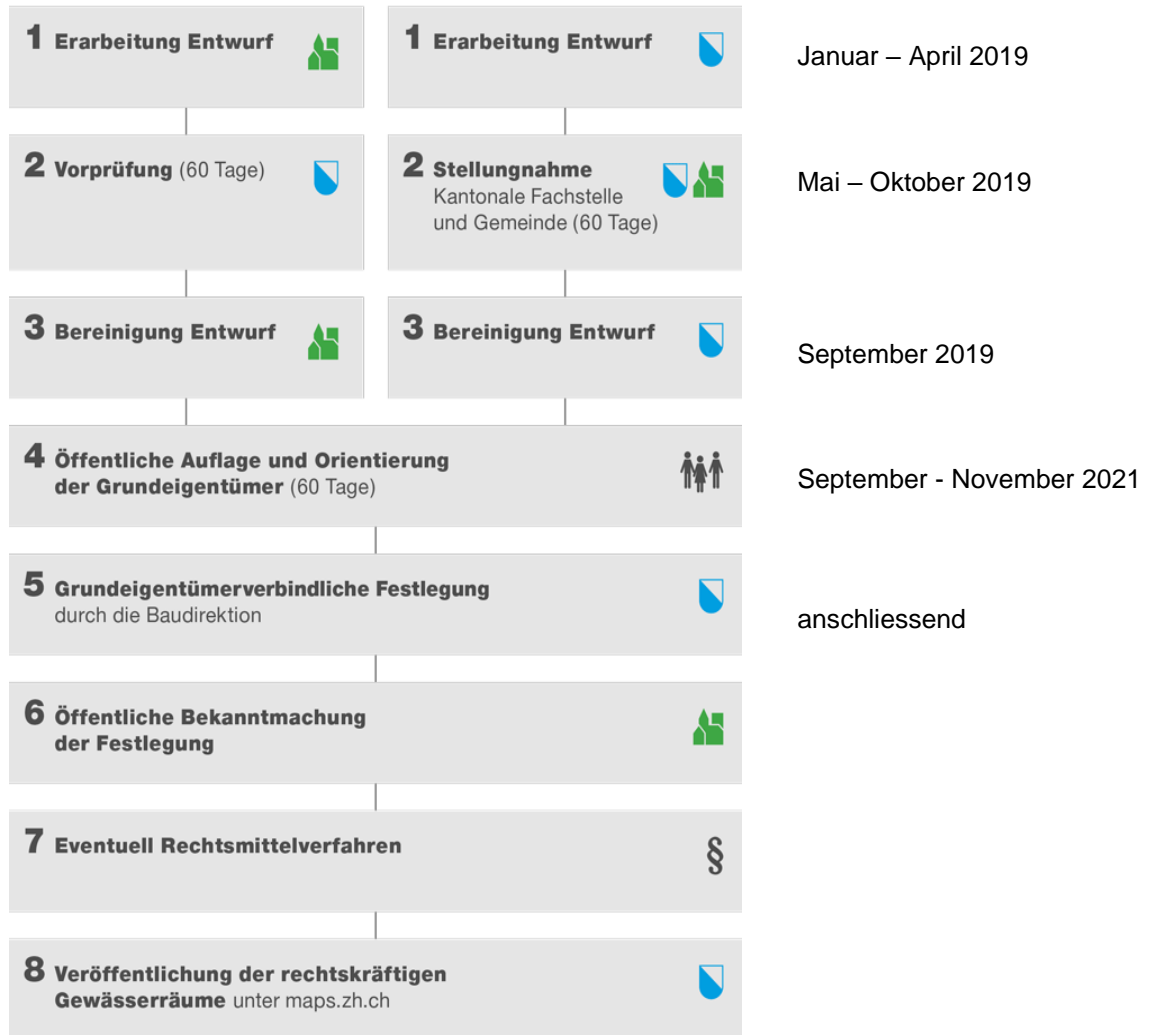 1 Erarbeitung Entwurf
1 Erarbeitung Entwurf
Januar – April 2019
2 Vorprüfung (60 Tage)
2 Stellungnahme
Kantonale Fachstelle
und Gemeinde (60 Tage)
Mai – Oktober 2019
3 Bereinigung Entwurf
3 Bereinigung Entwurf
September 2019
4 Öffentliche Auflage und Orientierung
der Grundeigentümer (60 Tage)
September - November 2021
5 Grundeigentümerverbindliche Festlegung
durch die Baudirektion
anschliessend
6 Öffentliche Bekanntmachung
der Festlegung
7 Eventuell Rechtsmittelverfahren
§
8 Veröffentlichung der rechtskräftigen
Gewässerräume unter maps.zh.ch